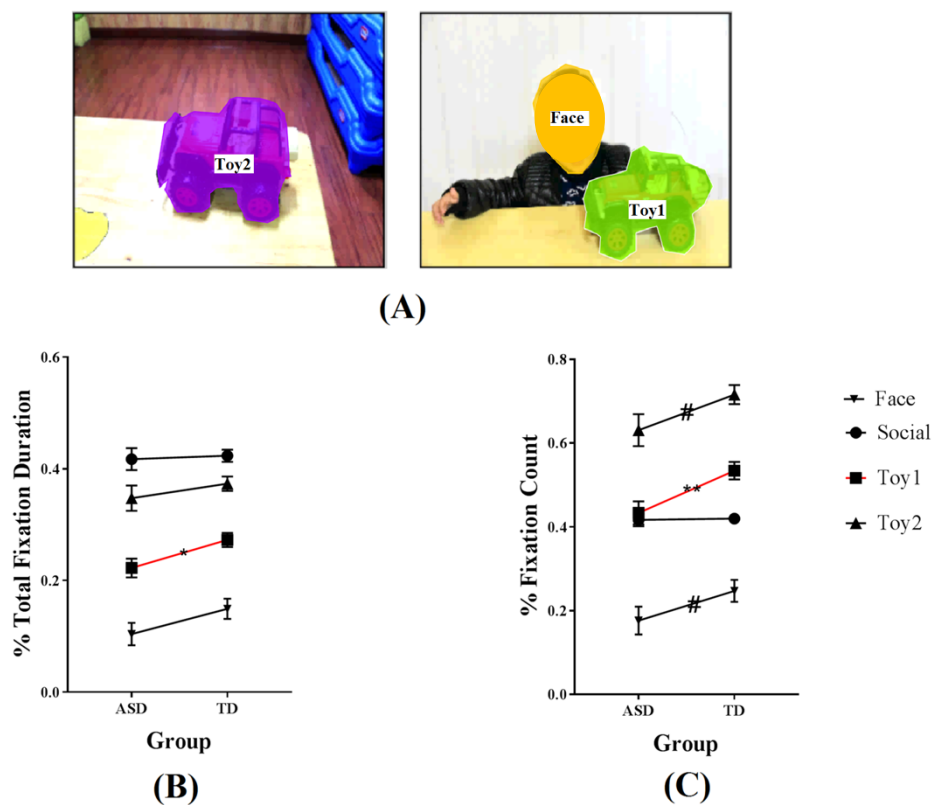 Toy2
Face
Toy1
(A)
% Total Fixation Duration
0.6
0.4
0.2
0.0
*
ASD
TD
Group
(B)
% Fixation Count
0.8
0.6
0.4
0.2
0.0
#
**
#
ASD
TD
Group
(C)
Face
Social
Toy1
Toy2